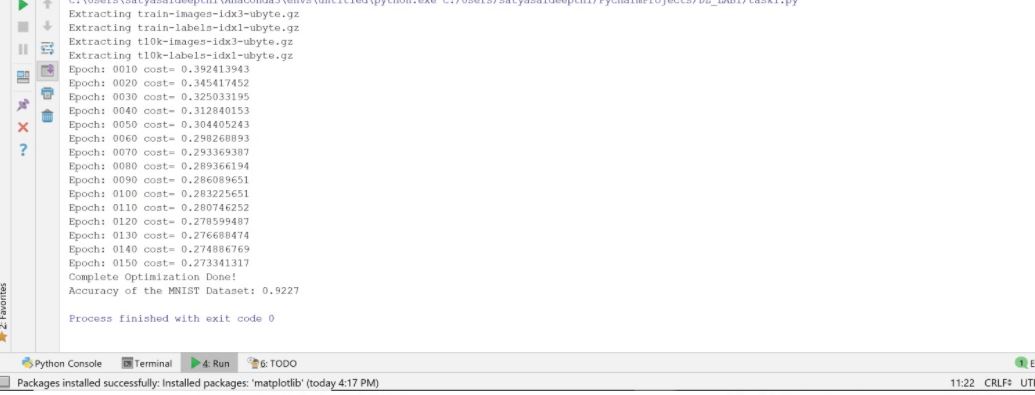 C:\Users\satyasaideepthi\Anaconda3\envs\untitled\python.exe C:/Users/satyasaideepthi/PycharmProjects/DL_LAB1/task1.py
Extracting train-images-idx3-ubyte.gz
Extracting train-labels-idx1-ubyte.gz
Extracting t10k-images-idx3-ubyte.gz
Extracting t10k-labels-idx1-ubyte.gz
Epoch: 0010 cost= 0.392413943
Epoch: 0020 cost= 0.345417452
Epoch: 0030 cost= 0.325033195
Epoch: 0040 cost= 0.312840153
Epoch: 0050 cost= 0.304405243
Epoch: 0060 cost= 0.298268893
Epoch: 0070 cost= 0.293369387
Epoch: 0080 cost= 0.289366194
Epoch: 0090 cost= 0.286089651
Epoch: 0100 cost= 0.283225651
Epoch: 0110 cost= 0.280746252
Epoch: 0120 cost= 0.278599487
Epoch: 0130 cost= 0.276688474
Epoch: 0140 cost= 0.274886769
Epoch: 0150 cost= 0.273341317
Complete Optimization Done!
Accuracy of the MNIST Dataset: 0.9227
Process finished with exit code 0
2: Favorites
Python Console Terminal 4: Run 6: TODO 1 E
Packages installed successfully: Installed packages: 'matplotlib' (today 4:17 PM) 11:22 CRLF UTF